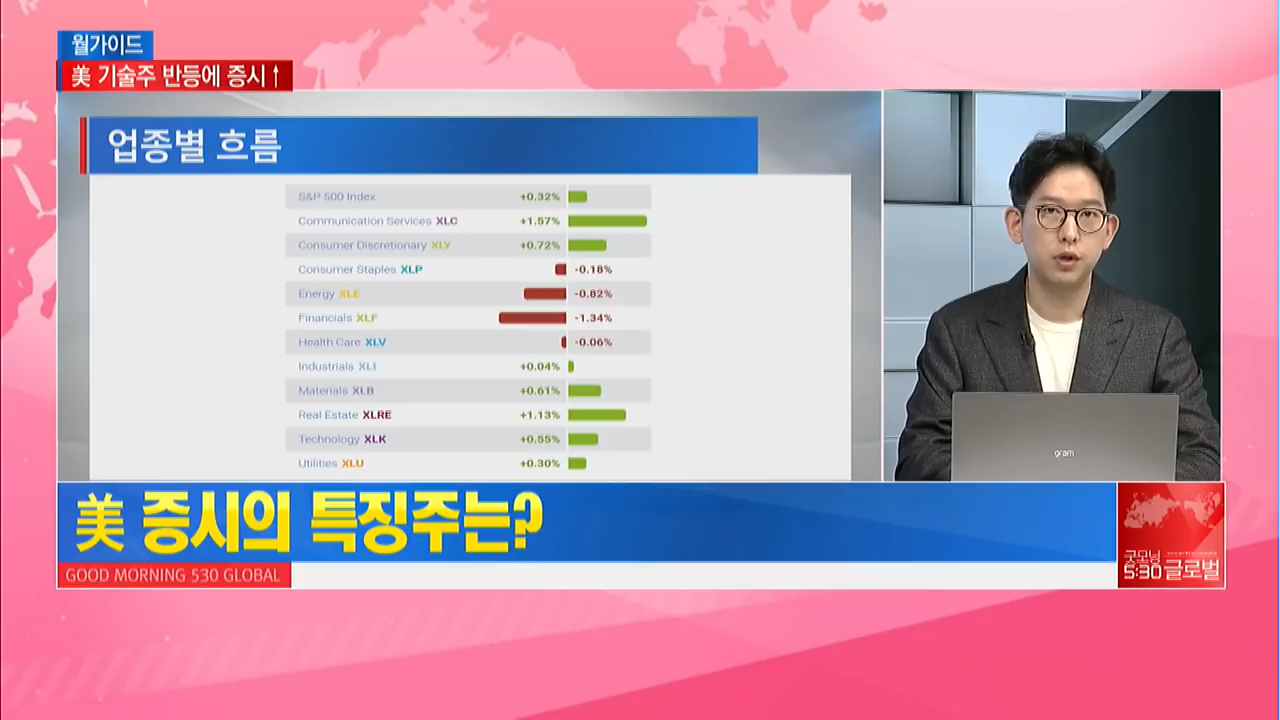 월가이드
美 기술주 반등에 증시↑
업종별 흐름
S&P 500 Index +0.32%
Communication Services XLC +1.57%
Consumer Discretionary XLY +0.72%
Consumer Staples XLP -0.18%
Energy XLE -0.82%
Financials XLF -1.34%
Health Care XLV -0.06%
Industrials XLI +0.04%
Materials XLB +0.61%
Real Estate XLRE +1.13%
Technology XLK +0.55%
Utilities XLU +0.30%
gram
美 증시의 특징주는?
GOOD MORNING 530 GLOBAL
굿모닝
5:30 글로벌